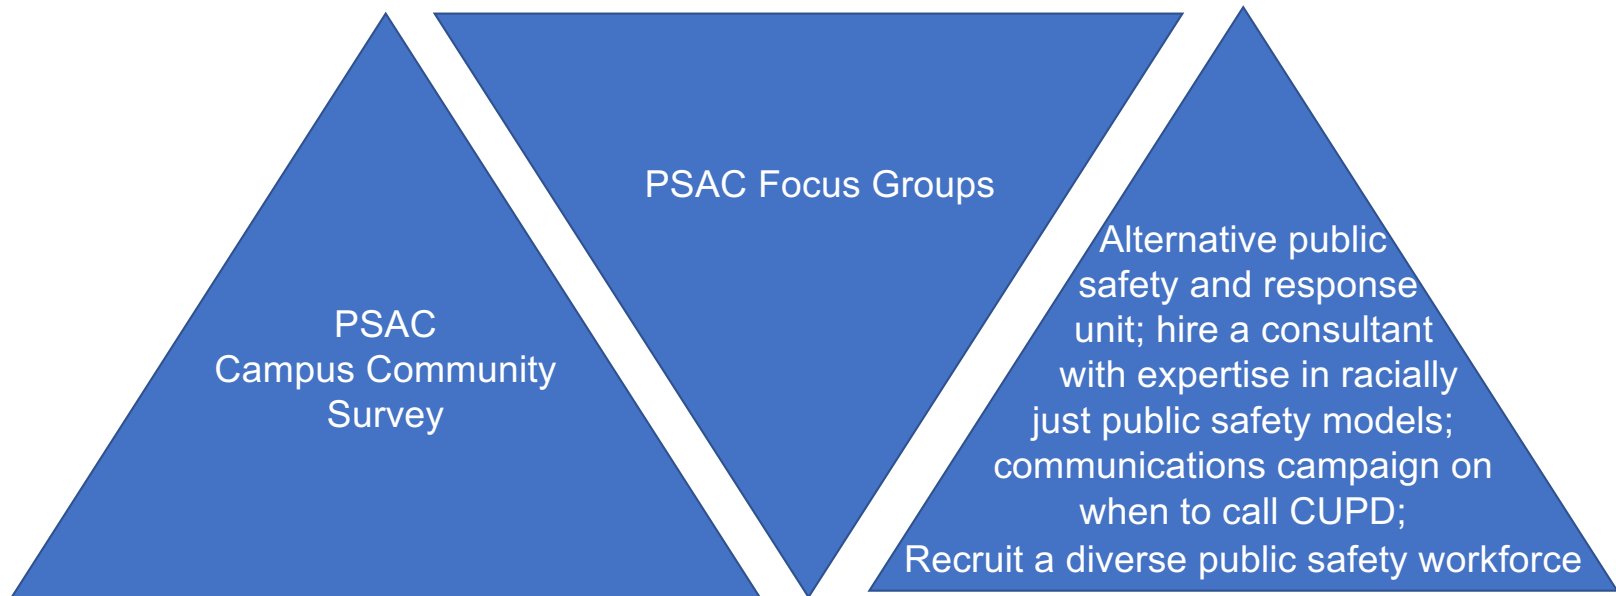 PSAC
Campus Community
Survey
PSAC Focus Groups
Alternative public
safety and response
unit; hire a consultant
with expertise in racially
just public safety models;
communications campaign on
when to call CUPD;
Recruit a diverse public safety workforce